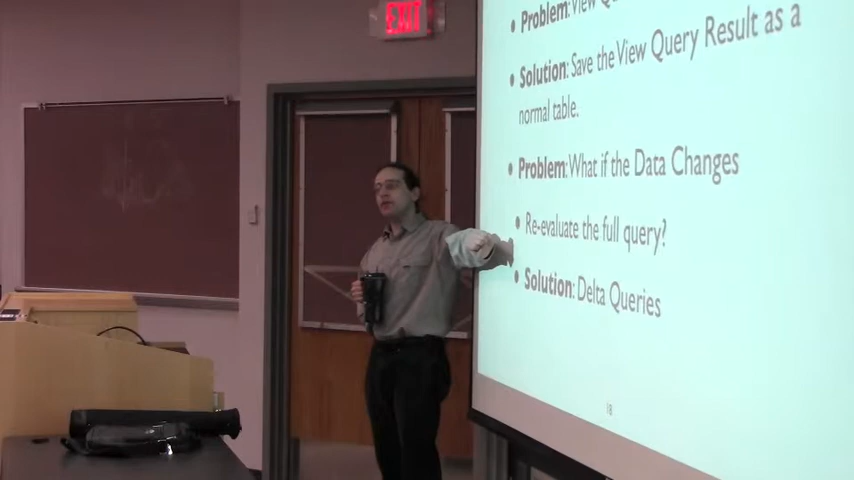 EXIT
• Problem: View
• Solution: Save the View Query Result as a
normal table.
• Problem: What if the Data Changes
• Re-evaluate the full query?
• Solution: Delta Queries
18